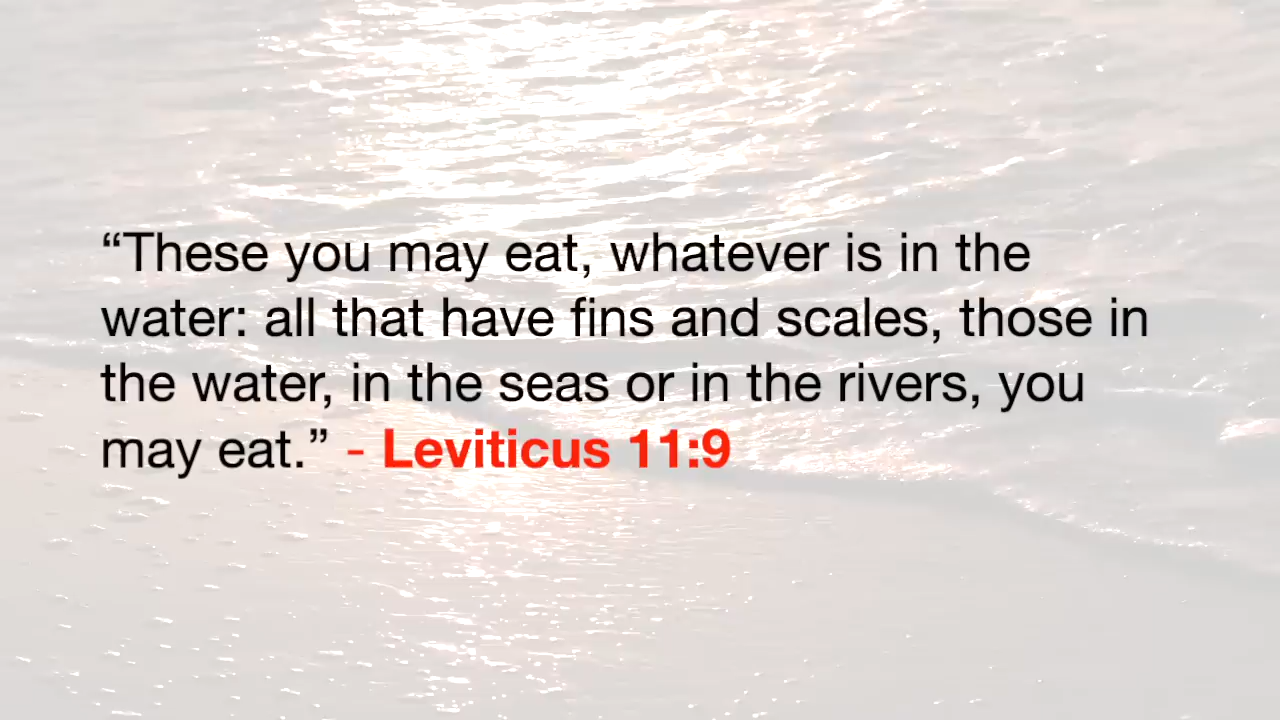 “These you may eat, whatever is in the
water: all that have fins and scales, those in
the water, in the seas or in the rivers, you
may eat.” - Leviticus 11:9